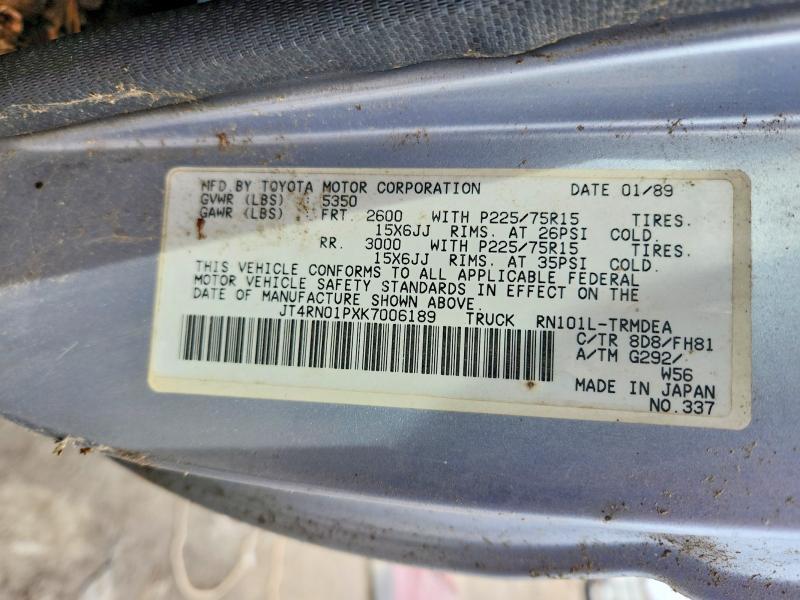 MFD.BY TOYOTA MOTOR CORPORATION DATE 01/89
GVWR (LBS) : 5350
GAWR (LBS) : FRT. 2600 WITH P225/75R15 TIRES.
15X6JJ RIMS. AT 26PSI COLD.
RR. 3000 WITH P225/75R15 TIRES.
15X6JJ RIMS. AT 35PSI COLD.
THIS VEHICLE CONFORMS TO ALL APPLICABLE FEDERAL
MOTOR VEHICLE SAFETY STANDARDS IN EFFECT ON THE
DATE OF MANUFACTURE SHOWN ABOVE.
JT4RN01PXK7006189 TRUCK RN101L-TRMDEA
C/TR 8D8/FH81
A/TM G292/
W56
MADE IN JAPAN
NO.337